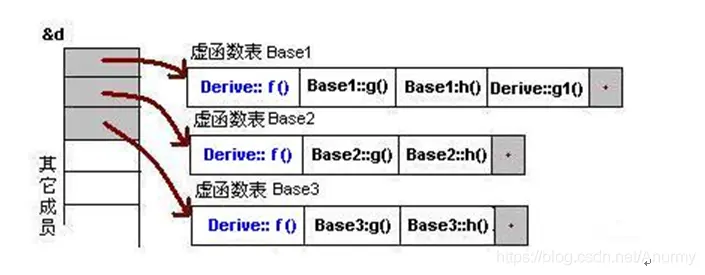 &d
虚函数表 Base1
Derive:: f () Base1::g() Base1:h() Derive::g1()
虚函数表 Base2
Derive:: f () Base2::g() Base2::h()
其它成员
虚函数表 Base3
Derive:: f () Base3:g() Base3::h()
https://blog.csdn.net/Anurmy